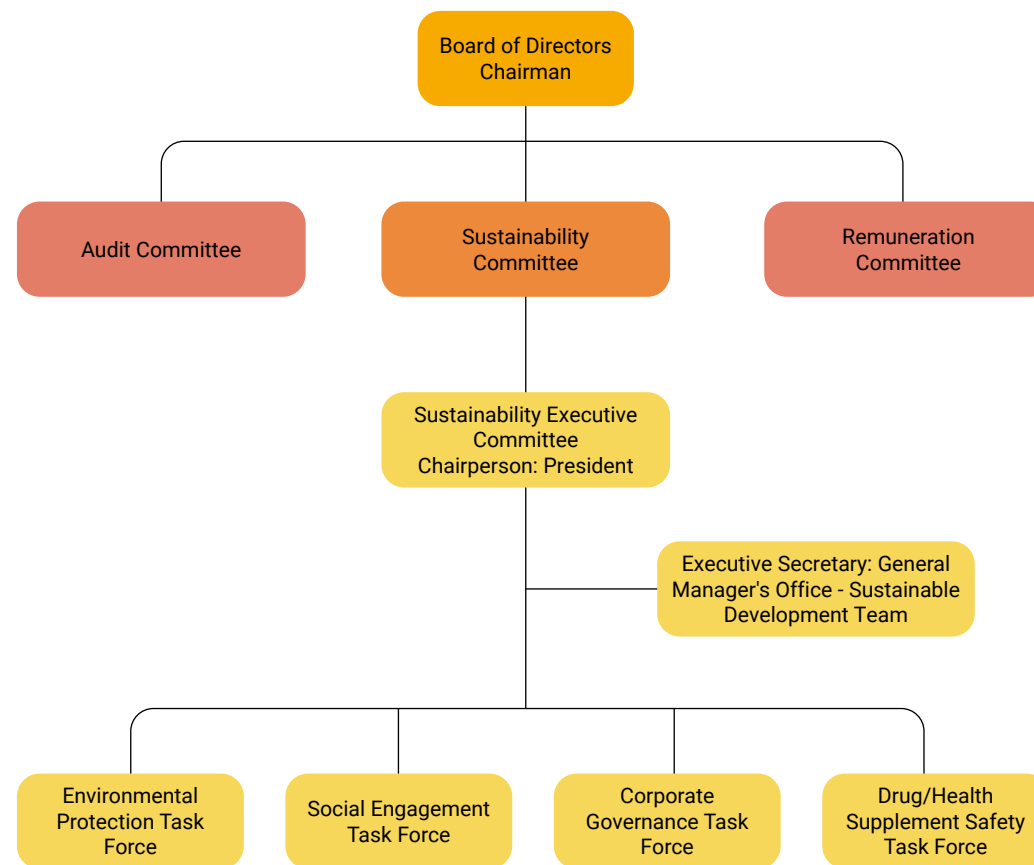 Board of Directors
Chairman
Audit Committee
Sustainability
Committee
Remuneration
Committee
Sustainability Executive
Committee
Chairperson: President
Executive Secretary: General
Manager's Office - Sustainable
Development Team
Environmental
Protection Task
Force
Social Engagement
Task Force
Corporate
Governance Task
Force
Drug/Health
Supplement Safety
Task Force